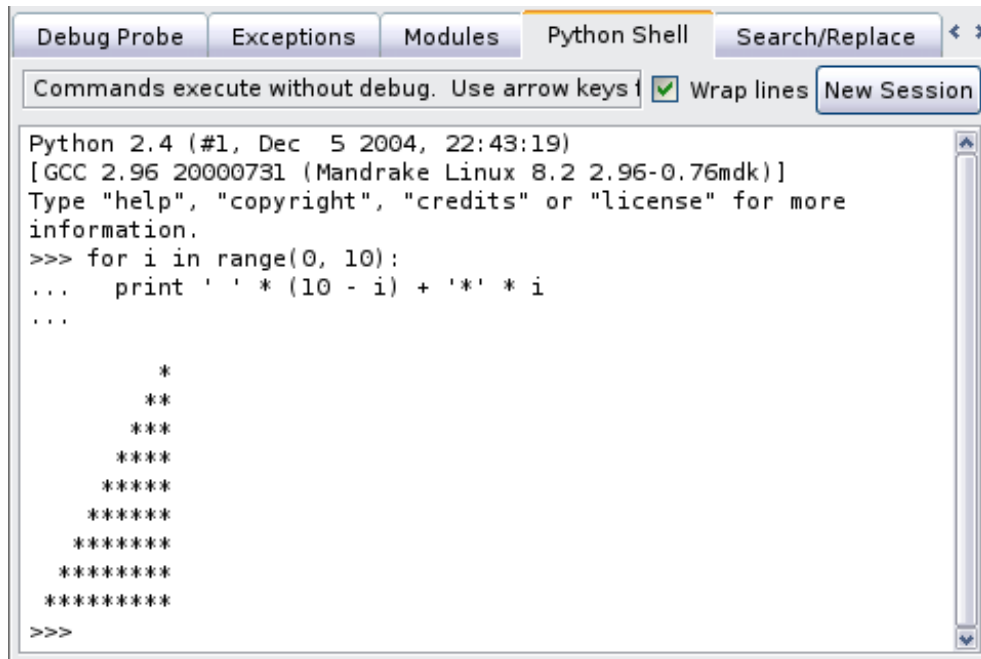 Debug Probe Exceptions Modules Python Shell Search/Replace
Commands execute without debug. Use arrow keys Wrap lines New Session
Python 2.4 (#1, Dec  5 2004, 22:43:19)
[GCC 2.96 20000731 (Mandrake Linux 8.2 2.96-0.76mdk)]
Type "help", "copyright", "credits" or "license" for more
information.
>>> for i in range(0, 10):
...   print ' ' * (10 - i) + '*' * i
...
         *
        **
       ***
      ****
     *****
    ******
   *******
  ********
 *********
>>>